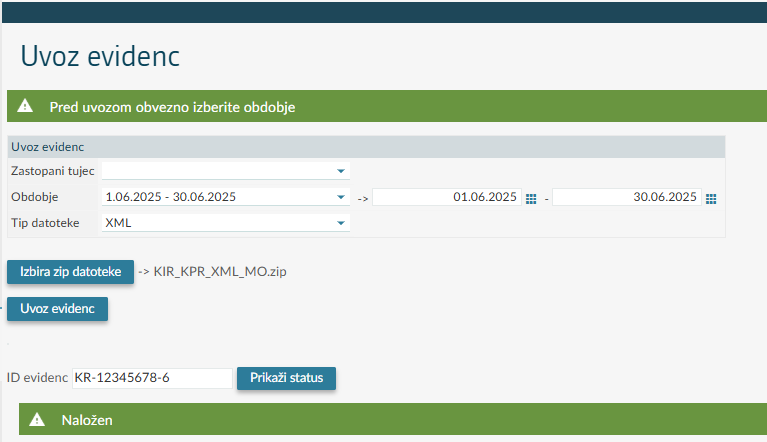 Uvoz evidenc
Pred uvozom obvezno izberite obdobje
Uvoz evidenc
Zastopani tujec
Obdobje 1.06.2025 - 30.06.2025 -> 01.06.2025 - 30.06.2025
Tip datoteke XML
Izbira zip datoteke -> KIR_KPR_XML_MO.zip
Uvoz evidenc
ID evidenc KR-12345678-6 Prikaži status
Naložen